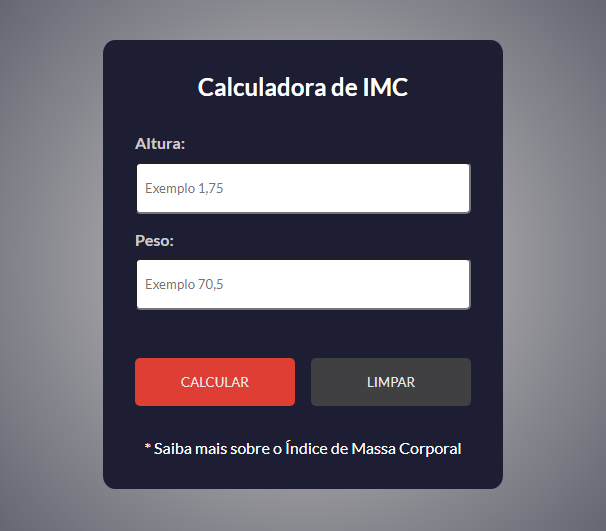 Calculadora de IMC
Altura:
Exemplo 1,75
Peso:
Exemplo 70,5
CALCULAR LIMPAR
* Saiba mais sobre o Índice de Massa Corporal